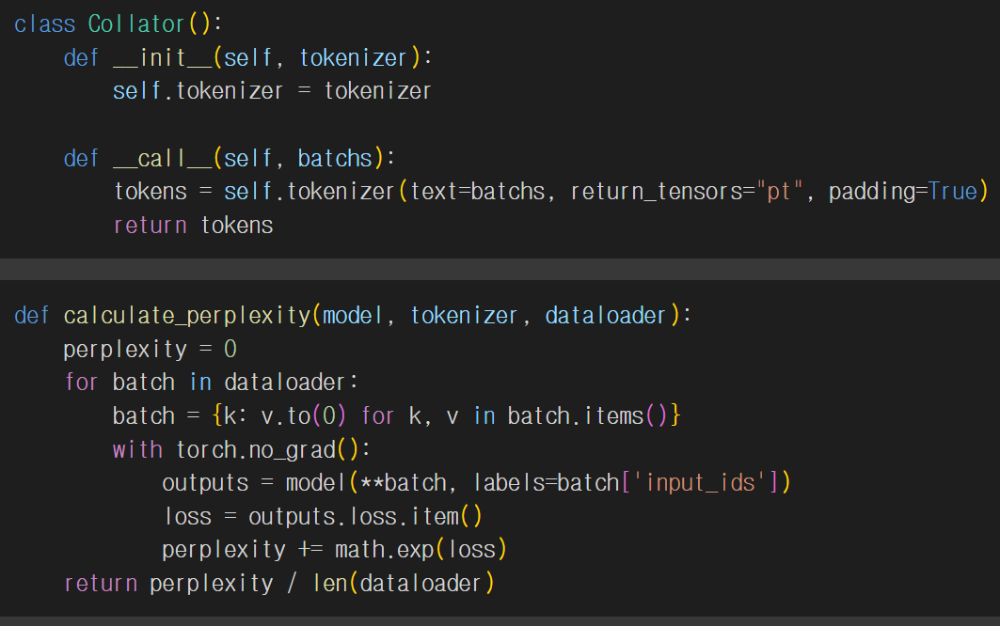 class Collator():
    def __init__(self, tokenizer):
        self.tokenizer = tokenizer

    def __call__(self, batchs):
        tokens = self.tokenizer(text=batchs, return_tensors="pt", padding=True)
        return tokens

def calculate_perplexity(model, tokenizer, dataloader):
    perplexity = 0
    for batch in dataloader:
        batch = {k: v.to(0) for k, v in batch.items()}
        with torch.no_grad():
            outputs = model(**batch, labels=batch['input_ids'])
            loss = outputs.loss.item()
            perplexity += math.exp(loss)
    return perplexity / len(dataloader)